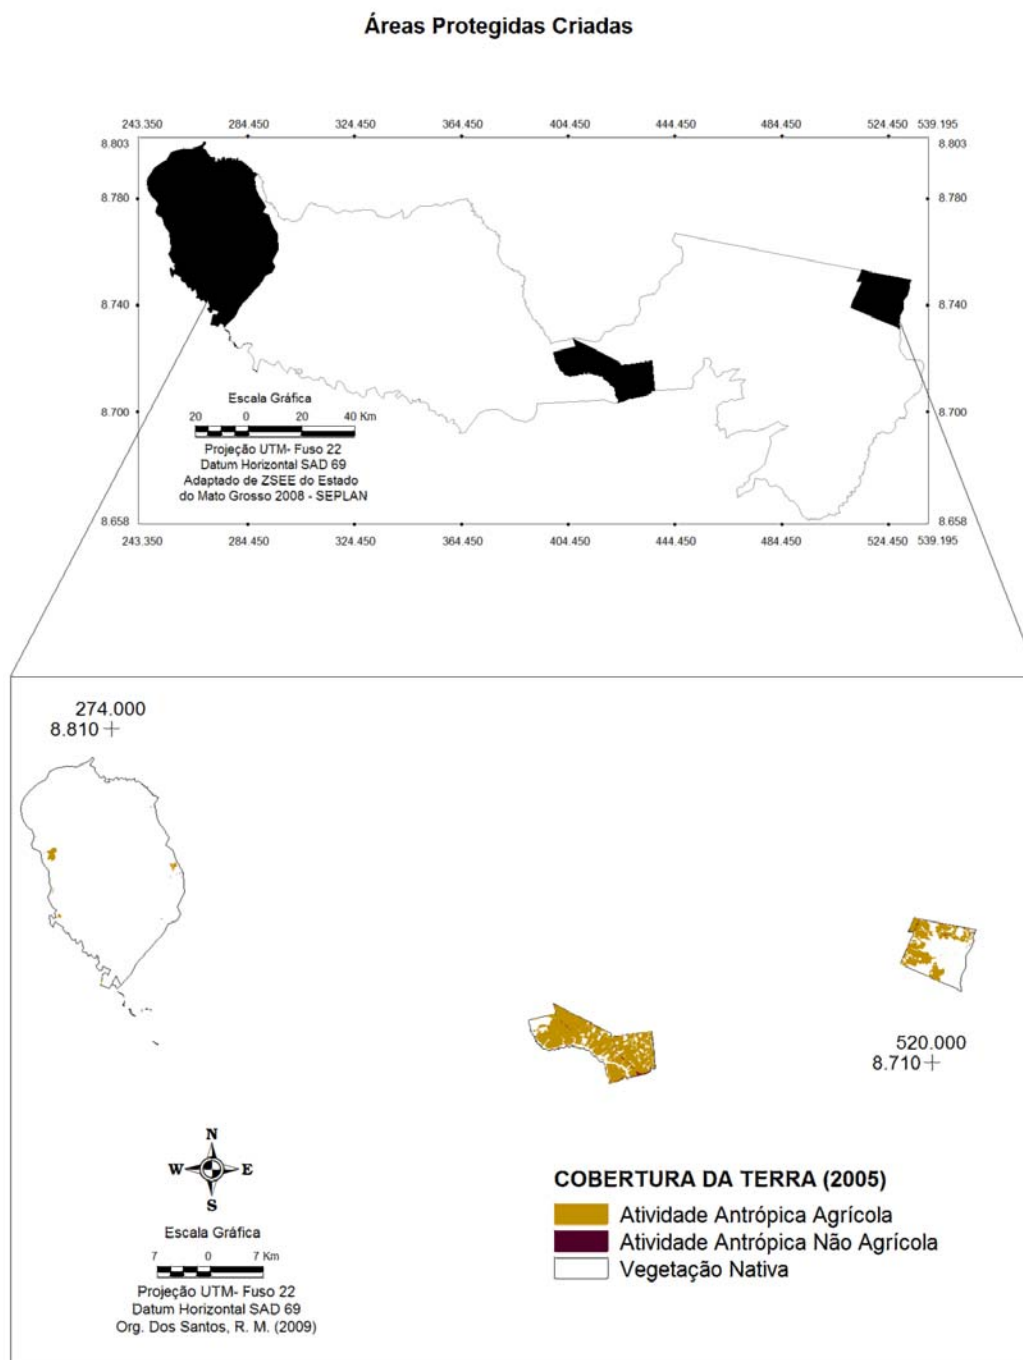 Áreas Protegidas Criadas
243.350 284.450 324.450 364.450 404.450 444.450 484.450 524.450 539.195
8.803 8.803
8.780 8.780
8.740 8.740
8.700 8.700
Escala Gráfica
20 0 20 40 Km
Projeção UTM- Fuso 22
Datum Horizontal SAD 69
Adaptado de ZSEE do Estado
do Mato Grosso 2008 - SEPLAN
8.658 8.658
243.350 284.450 324.450 364.450 404.450 444.450 484.450 524.450 539.195
274.000
8.810
520.000
8.710
N
W E
S
Escala Gráfica
7 0 7 Km
Projeção UTM- Fuso 22
Datum Horizontal SAD 69
Org. Dos Santos, R. M. (2009)
COBERTURA DA TERRA (2005)
Atividade Antrópica Agrícola
Atividade Antrópica Não Agrícola
Vegetação Nativa